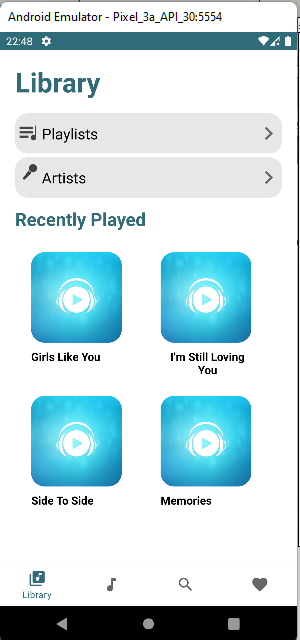 Android Emulator - Pixel_3a_API_30:5554
22:48
Library
Playlists
Artists
Recently Played
Girls Like You
I'm Still Loving
You
Side To Side
Memories
Library